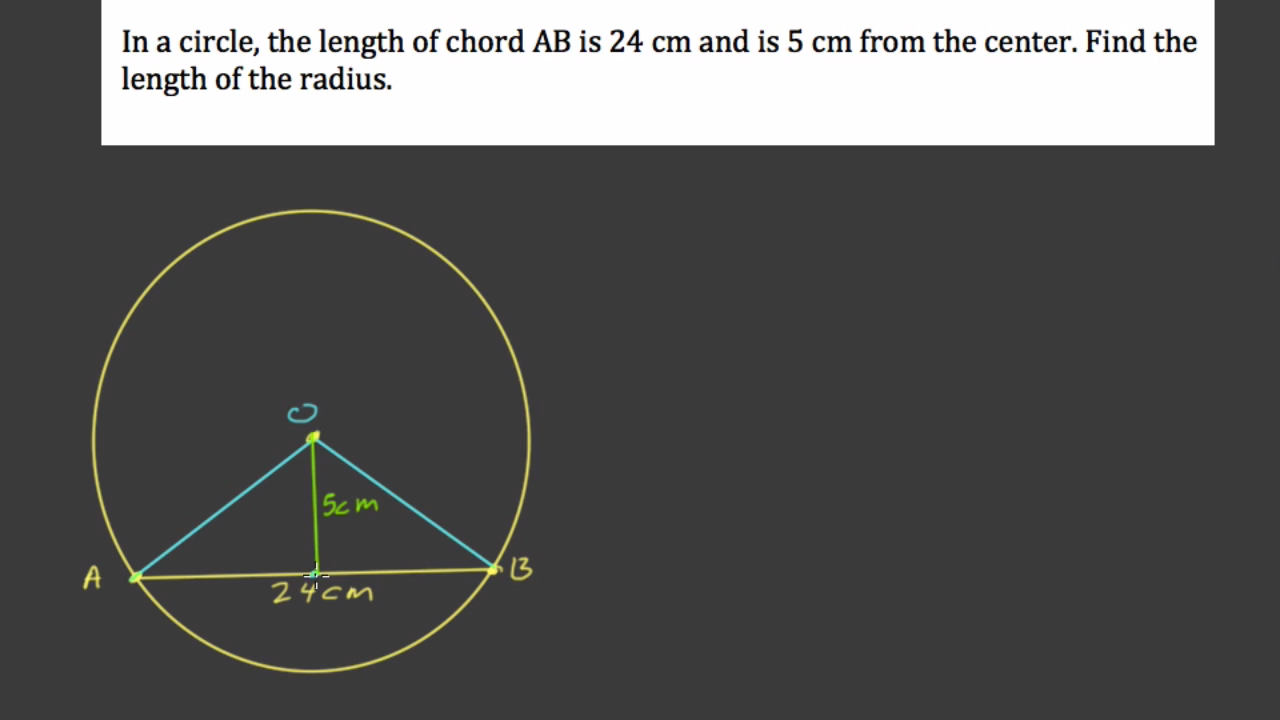 In a circle, the length of chord AB is 24 cm and is 5 cm from the center. Find the
length of the radius.
O
5cm
A
B
24cm